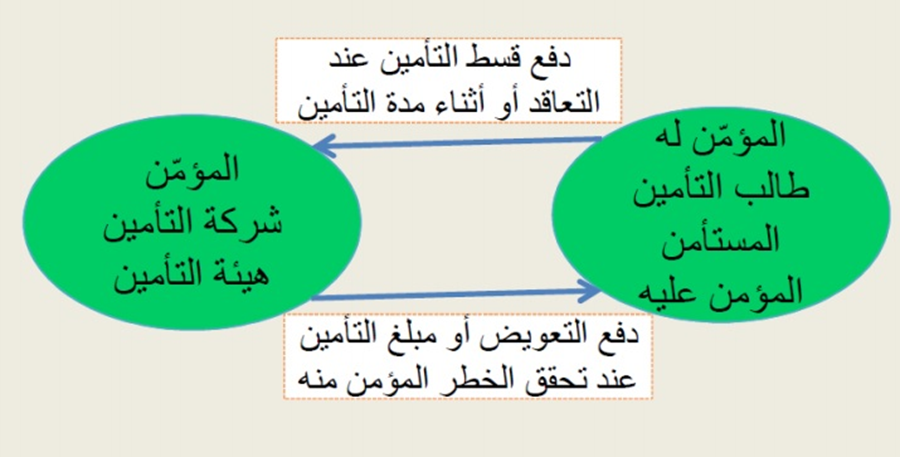 دفع قسط التأمين عند
التعاقد أو أثناء مدة التأمين
المؤمّن له
طالب التأمين
المستأمن
المؤمن عليه
المؤمّن
شركة التأمين
هيئة التأمين
دفع التعويض أو مبلغ التأمين
عند تحقق الخطر المؤمن منه